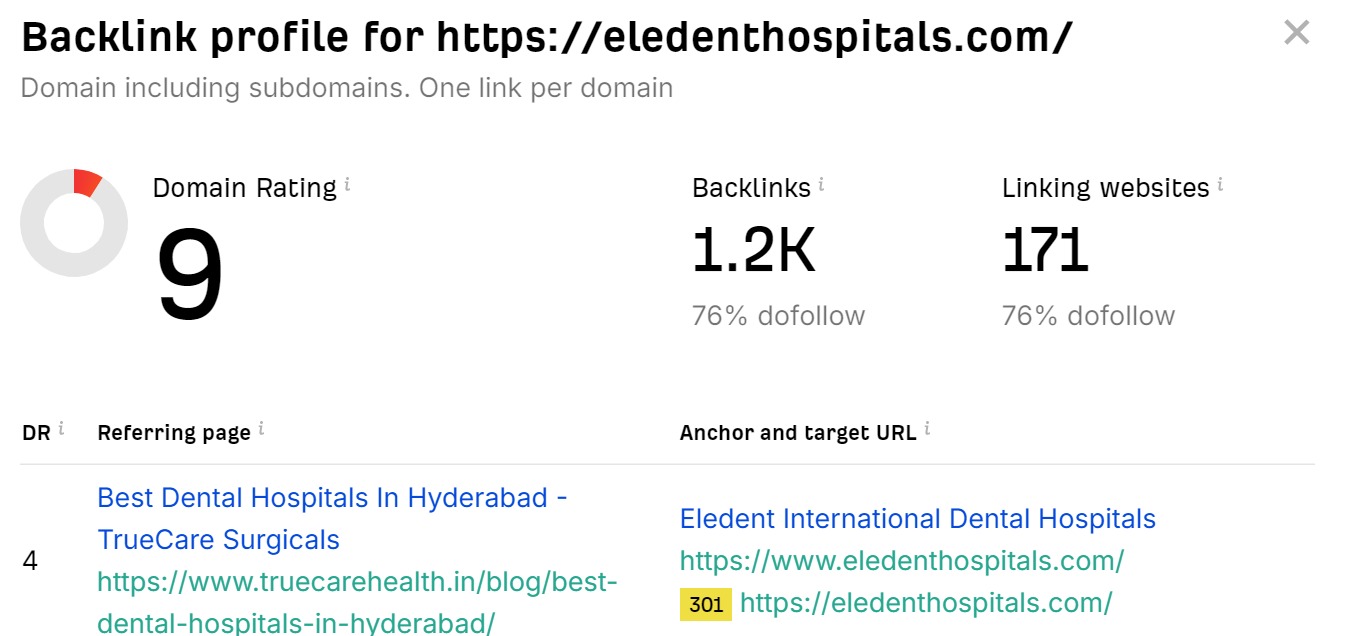 Backlink profile for https://eledenthospitals.com/
Domain including subdomains. One link per domain
Domain Rating i
9
Backlinks i
1.2K
76% dofollow
Linking websites i
171
76% dofollow
DR i
Referring page i
Anchor and target URL i
4
Best Dental Hospitals In Hyderabad -
TrueCare Surgicals
https://www.truecarehealth.in/blog/best-
dental-hospitals-in-hyderabad/
Eledent International Dental Hospitals
https://www.eledenthospitals.com/
301 https://eledenthospitals.com/